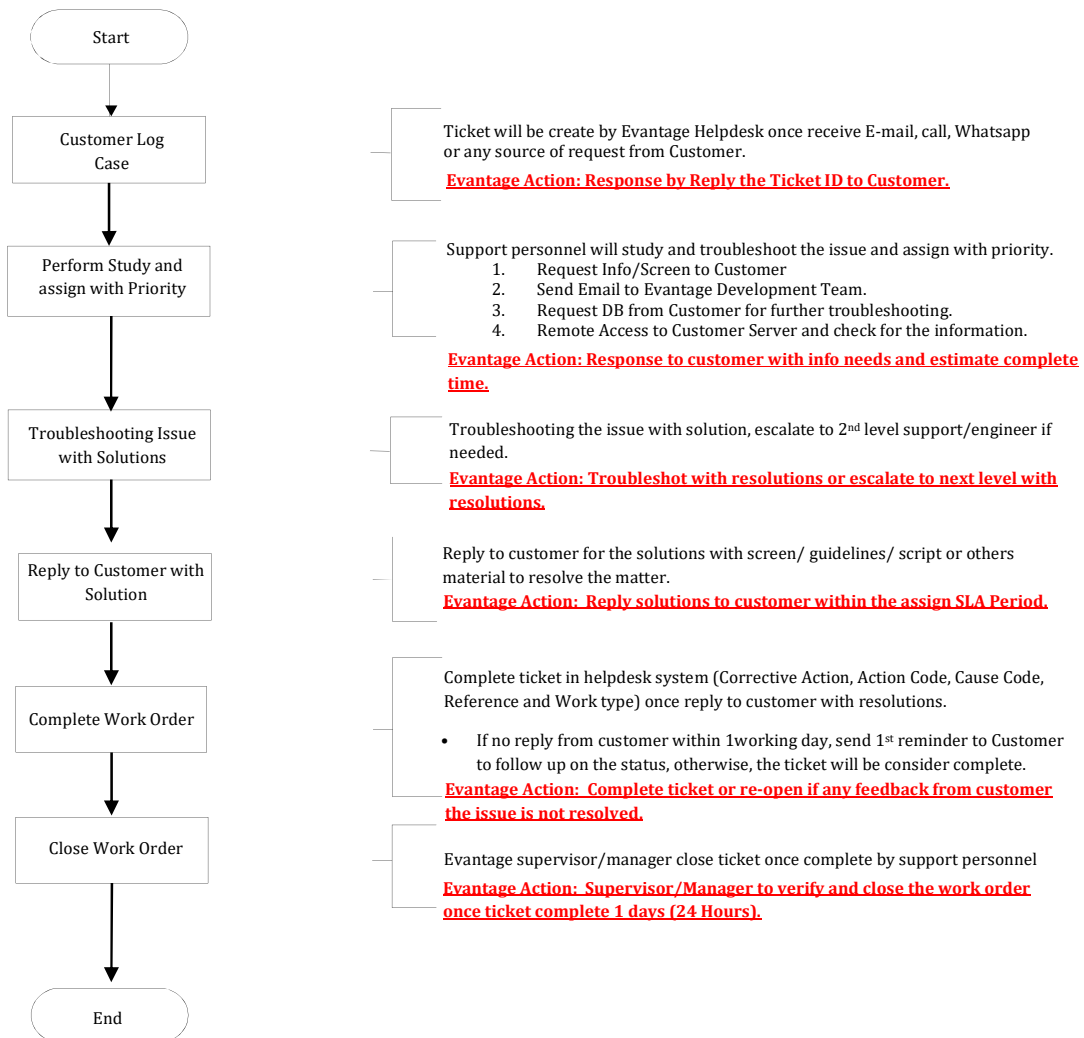 Start
Customer Log
Case
Ticket will be create by Evantage Helpdesk once receive E-mail, call, Whatsapp
or any source of request from Customer.
Evantage Action: Response by Reply the Ticket ID to Customer.
Perform Study and
assign with Priority
Support personnel will study and troubleshoot the issue and assign with priority.
1. Request Info/Screen to Customer
2. Send Email to Evantage Development Team.
3. Request DB from Customer for further troubleshooting.
4. Remote Access to Customer Server and check for the information.
Evantage Action: Response to customer with info needs and estimate complete
time.
Troubleshooting Issue
with Solutions
Troubleshooting the issue with solution, escalate to 2nd level support/engineer if
needed.
Evantage Action: Troubleshot with resolutions or escalate to next level with
resolutions.
Reply to Customer with
Solution
Reply to customer for the solutions with screen/ guidelines/ script or others
material to resolve the matter.
Evantage Action:  Reply solutions to customer within the assign SLA Period.
Complete Work Order
Complete ticket in helpdesk system (Corrective Action, Action Code, Cause Code,
Reference and Work type) once reply to customer with resolutions.
• If no reply from customer within 1working day, send 1st reminder to Customer
to follow up on the status, otherwise, the ticket will be consider complete.
Evantage Action:  Complete ticket or re-open if any feedback from customer
the issue is not resolved.
Close Work Order
Evantage supervisor/manager close ticket once complete by support personnel
Evantage Action:  Supervisor/Manager to verify and close the work order
once ticket complete 1 days (24 Hours).
End